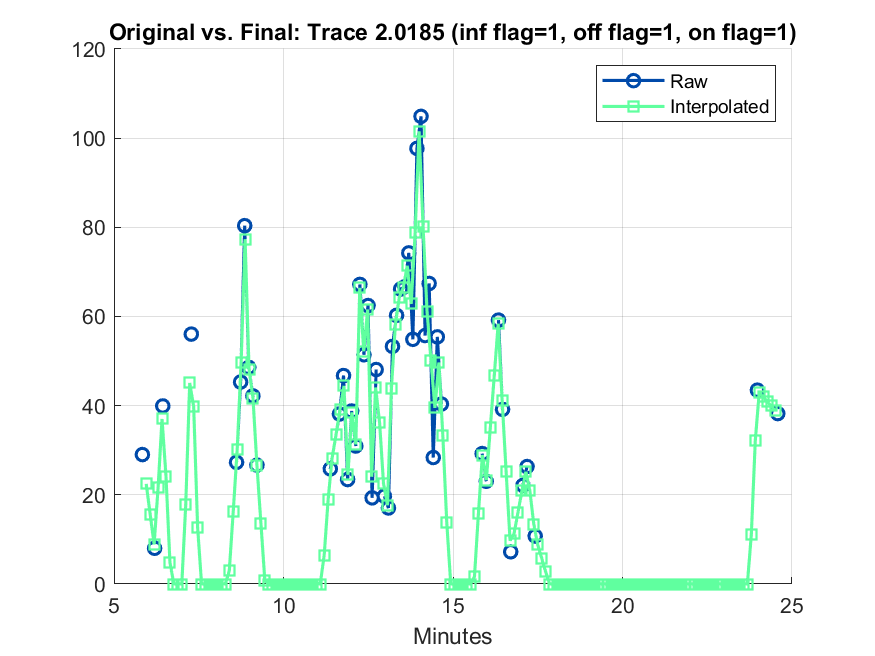 Original vs. Final: Trace 2.0185 (inf flag=1, off flag=1, on flag=1)
120
100
80
60
40
20
0
Raw
Interpolated
5 10 15 20 25
Minutes